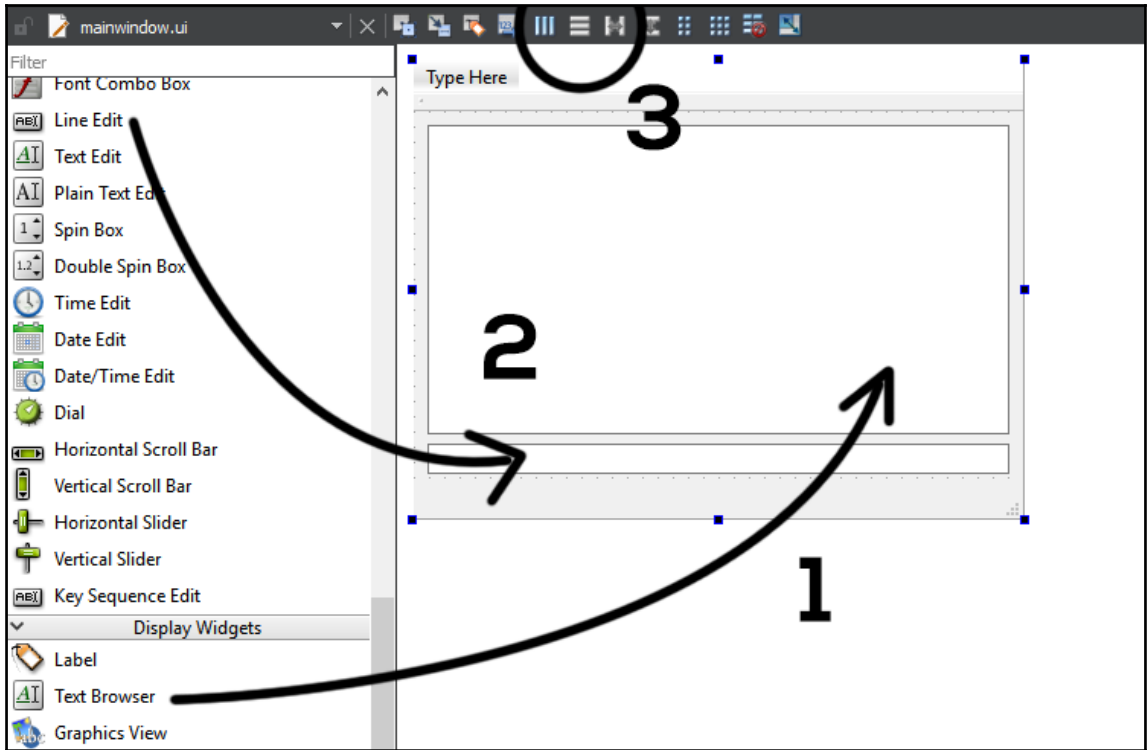 mainwindow.ui
Filter
Font Combo Box
Line Edit
Text Edit
Plain Text Edit
Spin Box
Double Spin Box
Time Edit
Date Edit
Date/Time Edit
Dial
Horizontal Scroll Bar
Vertical Scroll Bar
Horizontal Slider
Vertical Slider
Key Sequence Edit
Display Widgets
Label
Text Browser
Graphics View
Type Here
3
2
1